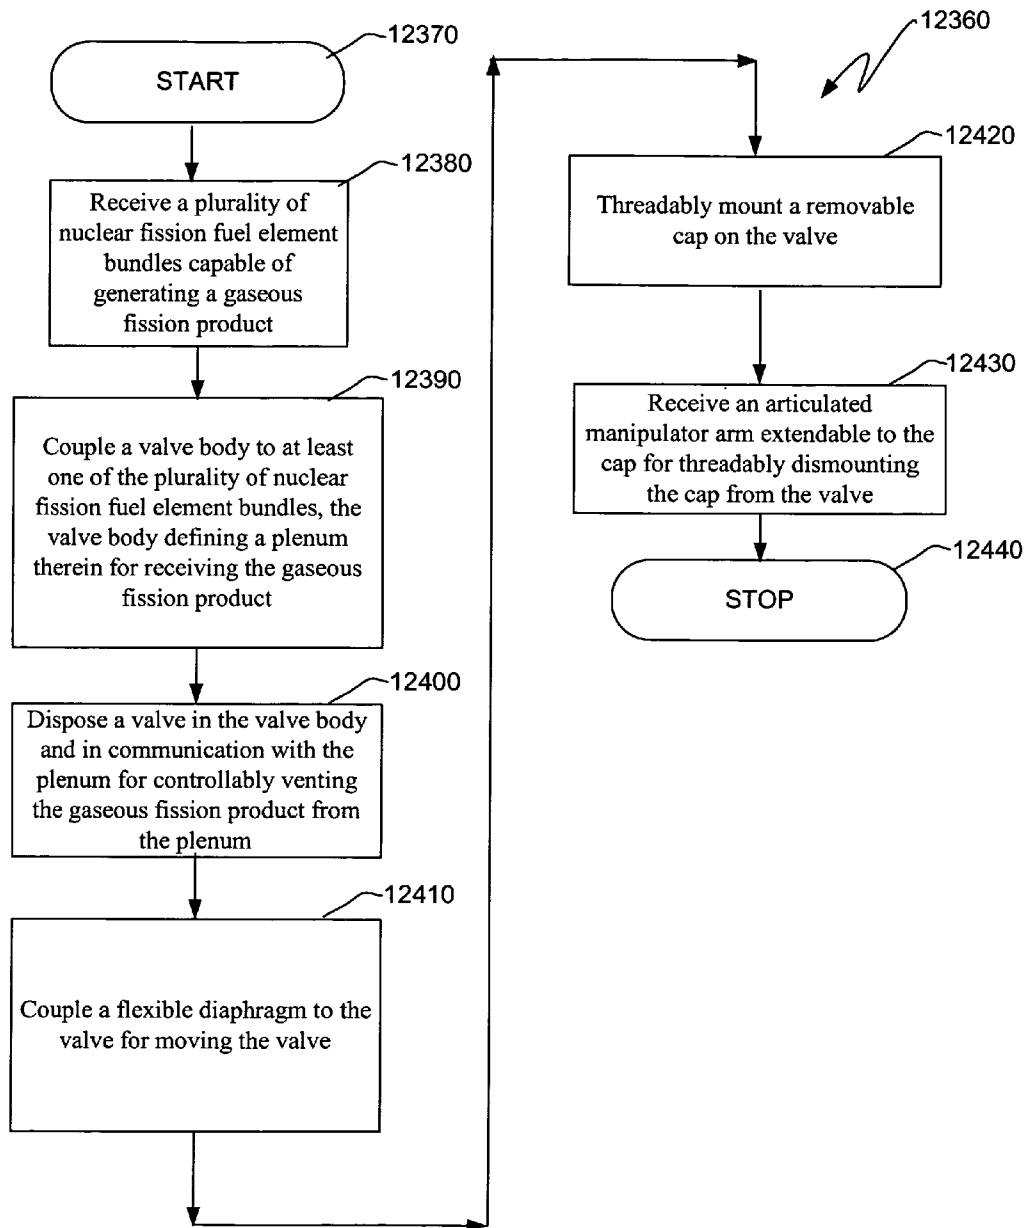 12370
START
12380
Receive a plurality of
nuclear fission fuel element
bundles capable of
generating a gaseous
fission product
12390
Couple a valve body to at least
one of the plurality of nuclear
fission fuel element bundles, the
valve body defining a plenum
therein for receiving the gaseous
fission product
12400
Dispose a valve in the valve body
and in communication with the
plenum for controllably venting
the gaseous fission product from
the plenum
12410
Couple a flexible diaphragm to the
valve for moving the valve
12360
12420
Threadably mount a removable
cap on the valve
12430
Receive an articulated
manipulator arm extendable to the
cap for threadably dismounting
the cap from the valve
12440
STOP